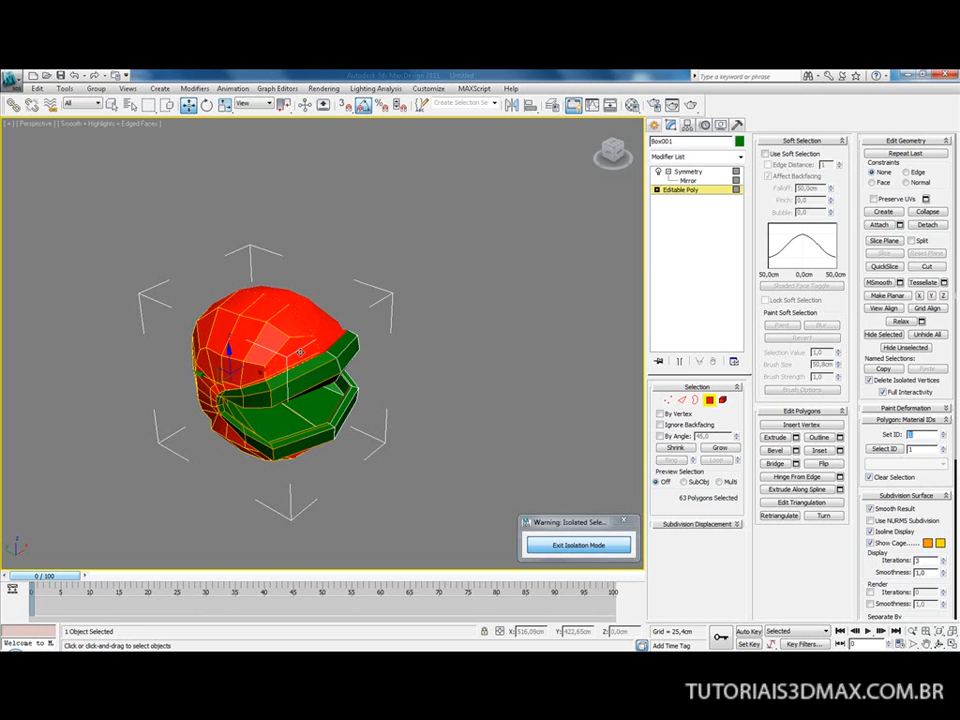 Autodesk 3ds Max Design 2011 Untitled
Type a keyword or phrase
Edit Tools Group Views Create Modifiers Animation Graph Editors Rendering Lighting Analysis Customize MAXScript Help
All View Create Selection Se
[ + ] [ Perspective ] [ Smooth + Highlights + Edged Faces ]
Box001
Modifier List
Symmetry
Mirror
Editable Poly
Selection
By Vertex
Ignore Backfacing
By Angle: 45,0
Shrink Grow
Ring Loop
Preview Selection
Off SubObj Multi
63 Polygons Selected
Subdivision Displacement
Soft Selection
Use Soft Selection
Edge Distance: 1
Affect Backfacing
Falloff: 50,0cm
Pinch: 0,0
Bubble: 0,0
50,0cm 0,0cm 50,0cm
Shaded Face Toggle
Lock Soft Selection
Paint Soft Selection
Paint Blur
Revert
Selection Value 1,0
Brush Size 50,8cm
Brush Strength 1,0
Brush Options
Edit Polygons
Insert Vertex
Extrude Outline
Bevel Inset
Bridge Flip
Hinge From Edge
Extrude Along Spline
Edit Triangulation
Retriangulate Turn
Edit Geometry
Repeat Last
Constraints
None Edge
Face Normal
Preserve UVs
Create Collapse
Attach Detach
Slice Plane Split
Slice Reset Plane
QuickSlice Cut
MSmooth Tessellate
Make Planar X Y Z
View Align Grid Align
Relax
Hide Selected Unhide All
Hide Unselected
Named Selections:
Copy Paste
Delete Isolated Vertices
Full Interactivity
Paint Deformation
Polygon: Material IDs
Set ID:
Select ID 1
Clear Selection
Subdivision Surface
Smooth Result
Use NURMS Subdivision
Isoline Display
Show Cage......
Display
Iterations: 3
Smoothness: 1,0
Render
Iterations: 0
Smoothness: 1,0
Separate By
Warning: Isolated Sele...
Exit Isolation Mode
0 / 100
0 5 10 15 20 25 30 35 40 45 50 55 60 65 70 75 80 85 90 95 100
1 Object Selected
X: 516,09cm Y: 422,65cm Z: 0,0cm
Grid = 25,4cm
Auto Key Selected
Welcome to M
Click or click-and-drag to select objects
Add Time Tag
Set Key Key Filters... 0
TUTORIAIS3DMAX.COM.BR